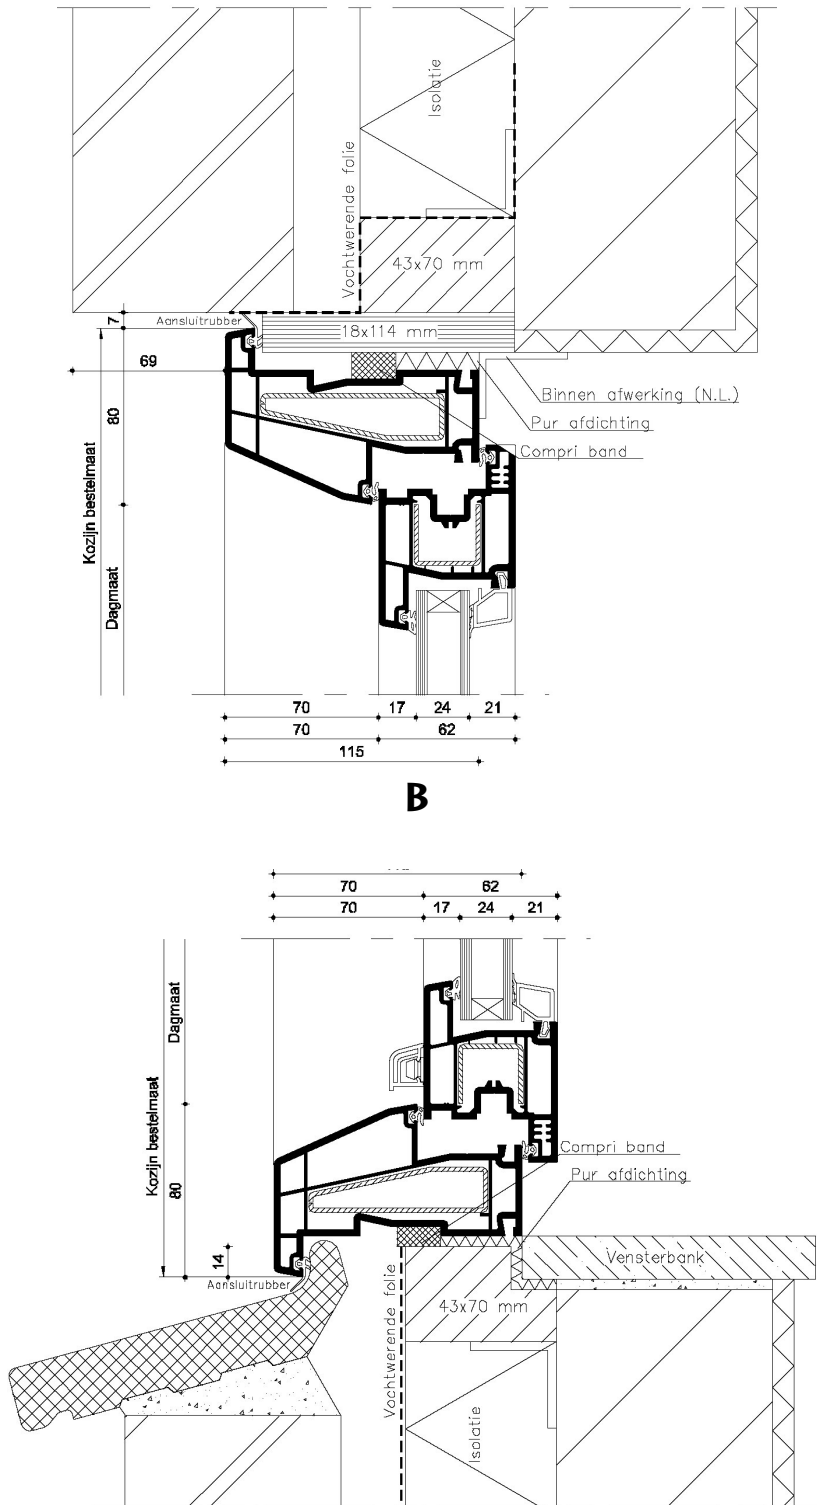 Isolatie
Vochtwerende folie
43x70 mm
7
Aansluitrubber
18x114 mm
69
80
Binnen afwerking (N.L.)
Pur afdichting
Compri band
Kozijn bestelmaat
Dagmaat
70 17 24 21
70 62
115
B
70 62
70 17 24 21
Dagmaat
Kozijn bestelmaat
80
Compri band
Pur afdichting
14
Aansluitrubber
Vensterbank
43x70 mm
Vochtwerende folie
Isolatie